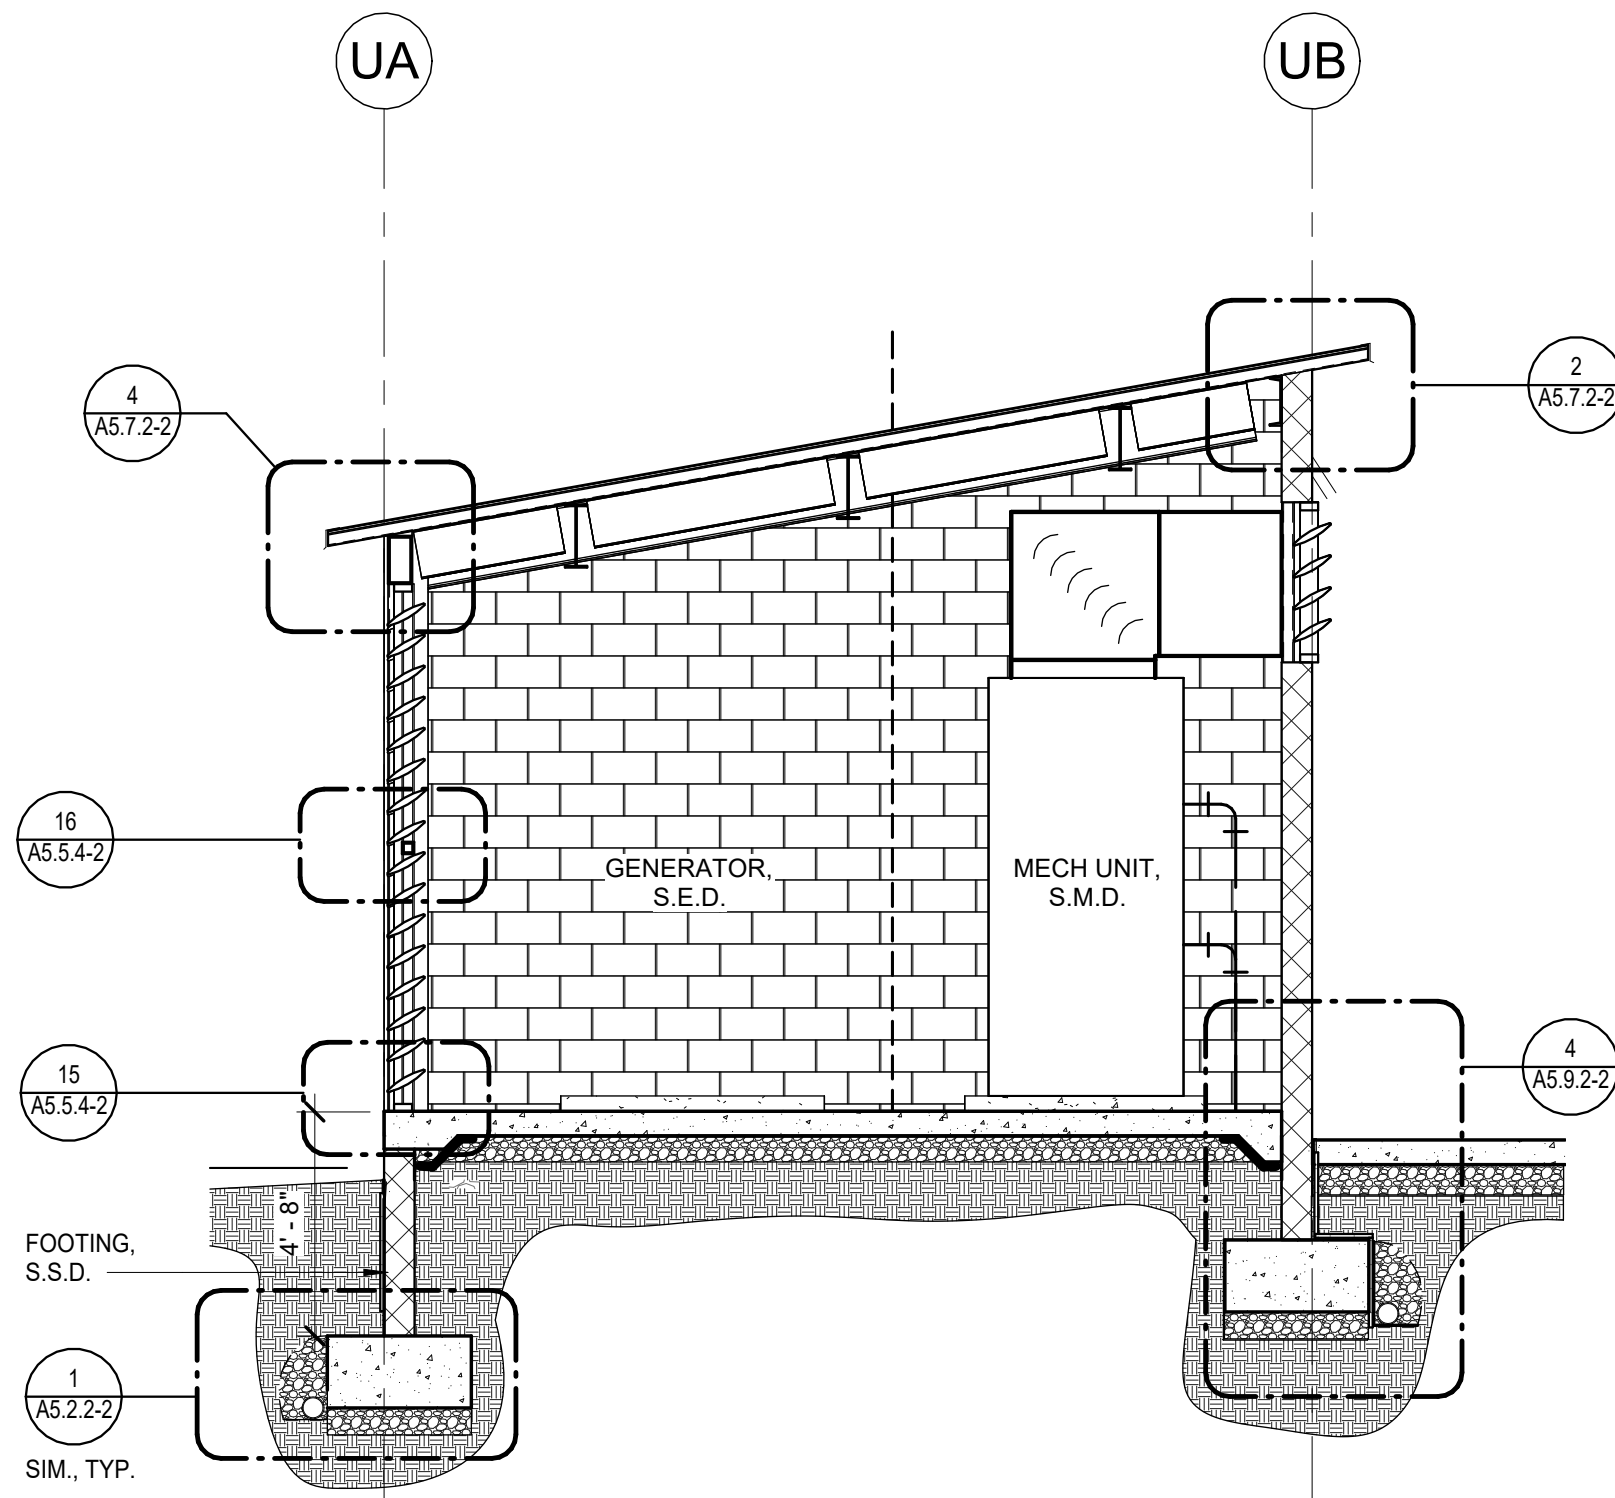 UA
UB
4
A5.7.2-2
2
A5.7.2-2
16
A5.5.4-2
GENERATOR,
S.E.D.
MECH UNIT,
S.M.D.
15
A5.5.4-2
4
A5.9.2-2
4' - 8"
FOOTING,
S.S.D.
1
A5.2.2-2
SIM., TYP.